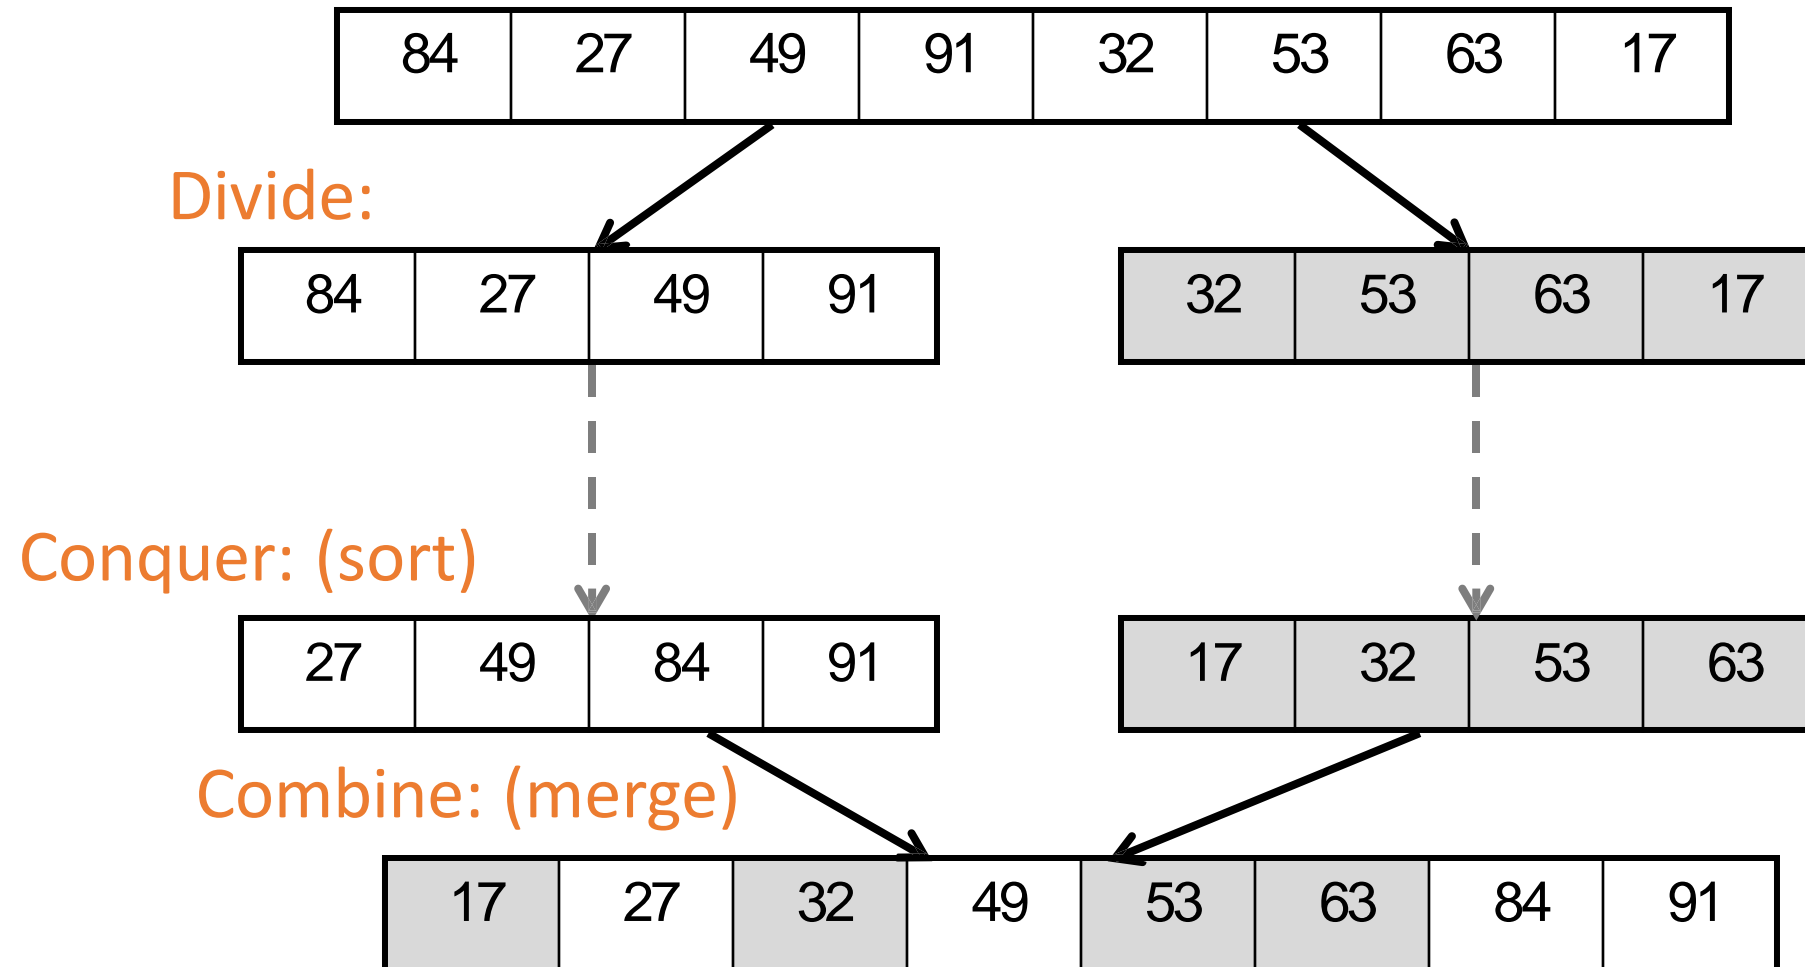 84 27 49 91 32 53 63 17
Divide:
84 27 49 91 32 53 63 17
Conquer: (sort)
27 49 84 91 17 32 53 63
Combine: (merge)
17 27 32 49 53 63 84 91